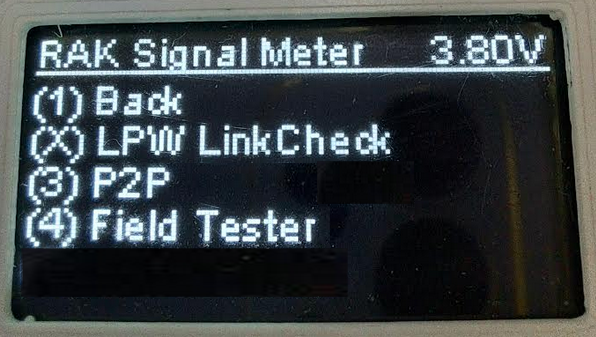 RAK Signal Meter 3.80V
(1) Back
(X) LPW LinkCheck
(3) P2P
(4) Field Tester